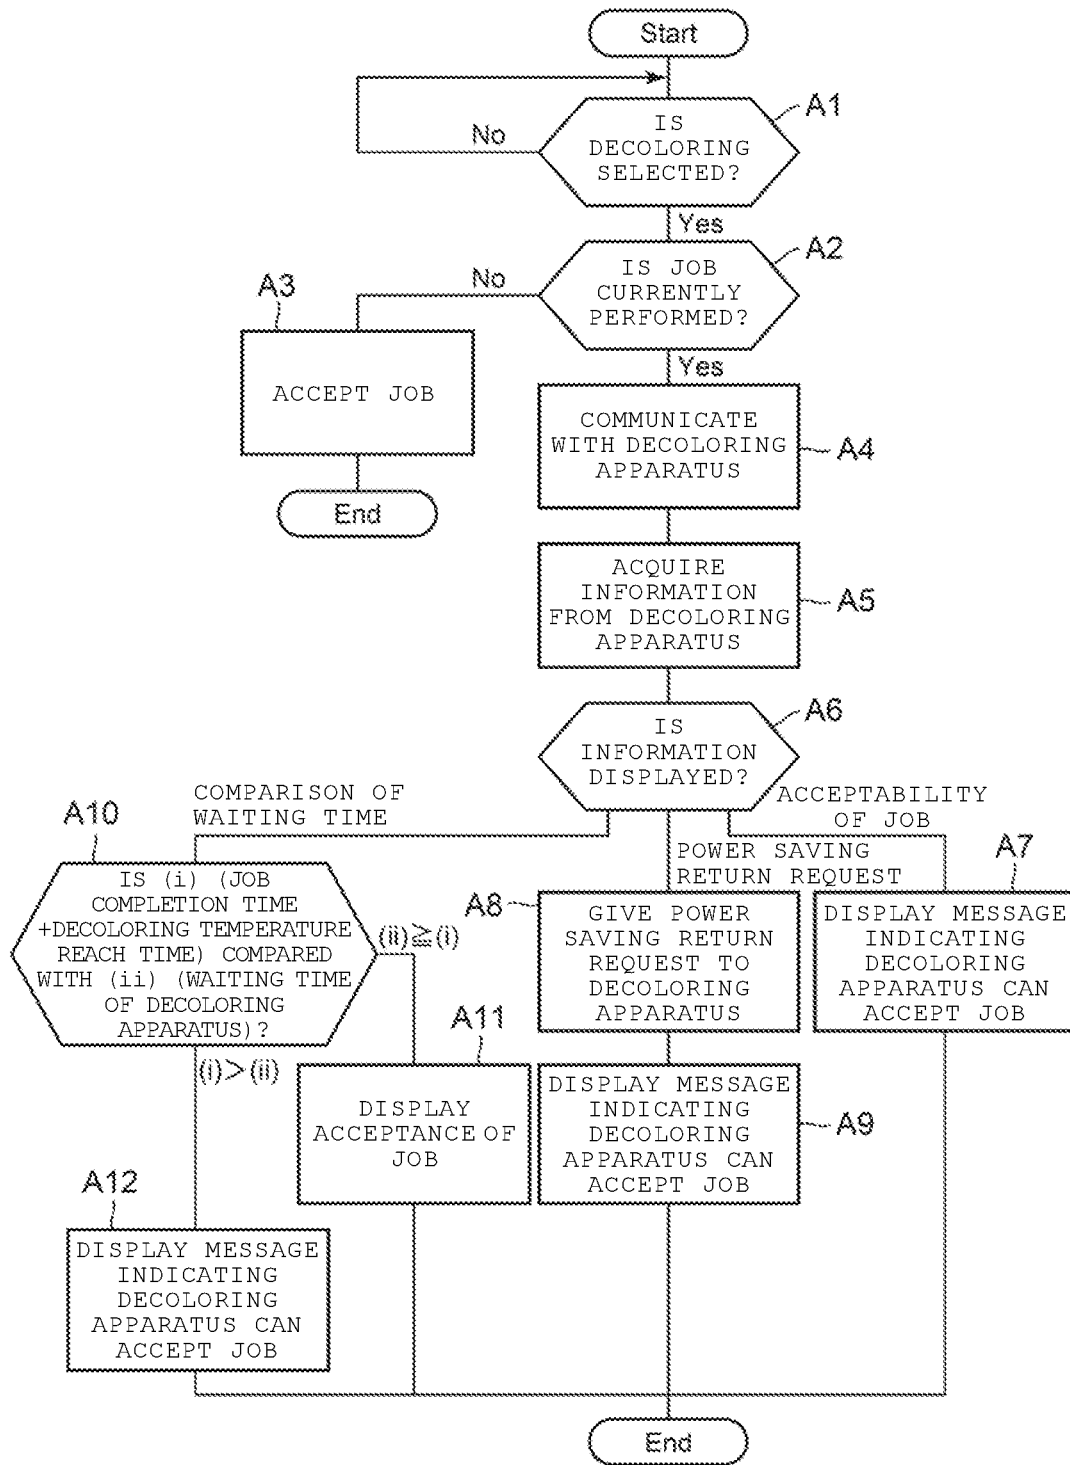 Start
A1
IS
DECOLORING
SELECTED?
No
Yes
A2
IS JOB
CURRENTLY
PERFORMED?
No
A3
ACCEPT JOB
End
Yes
COMMUNICATE
WITH DECOLORING
APPARATUS
A4
ACQUIRE
INFORMATION
FROM DECOLORING
APPARATUS
A5
A6
IS
INFORMATION
DISPLAYED?
COMPARISON OF
WAITING TIME
ACCEPTABILITY
OF JOB
POWER SAVING
RETURN REQUEST
A10
IS (i) (JOB
COMPLETION TIME
+DECOLORING TEMPERATURE
REACH TIME) COMPARED
WITH (ii) (WAITING TIME
OF DECOLORING
APPARATUS)?
(ii)≧(i)
(i)>(ii)
A8
GIVE POWER
SAVING RETURN
REQUEST TO
DECOLORING
APPARATUS
A7
DISPLAY MESSAGE
INDICATING
DECOLORING
APPARATUS CAN
ACCEPT JOB
A11
DISPLAY
ACCEPTANCE OF
JOB
DISPLAY MESSAGE
INDICATING
DECOLORING
APPARATUS CAN
ACCEPT JOB
A9
A12
DISPLAY MESSAGE
INDICATING
DECOLORING
APPARATUS CAN
ACCEPT JOB
End